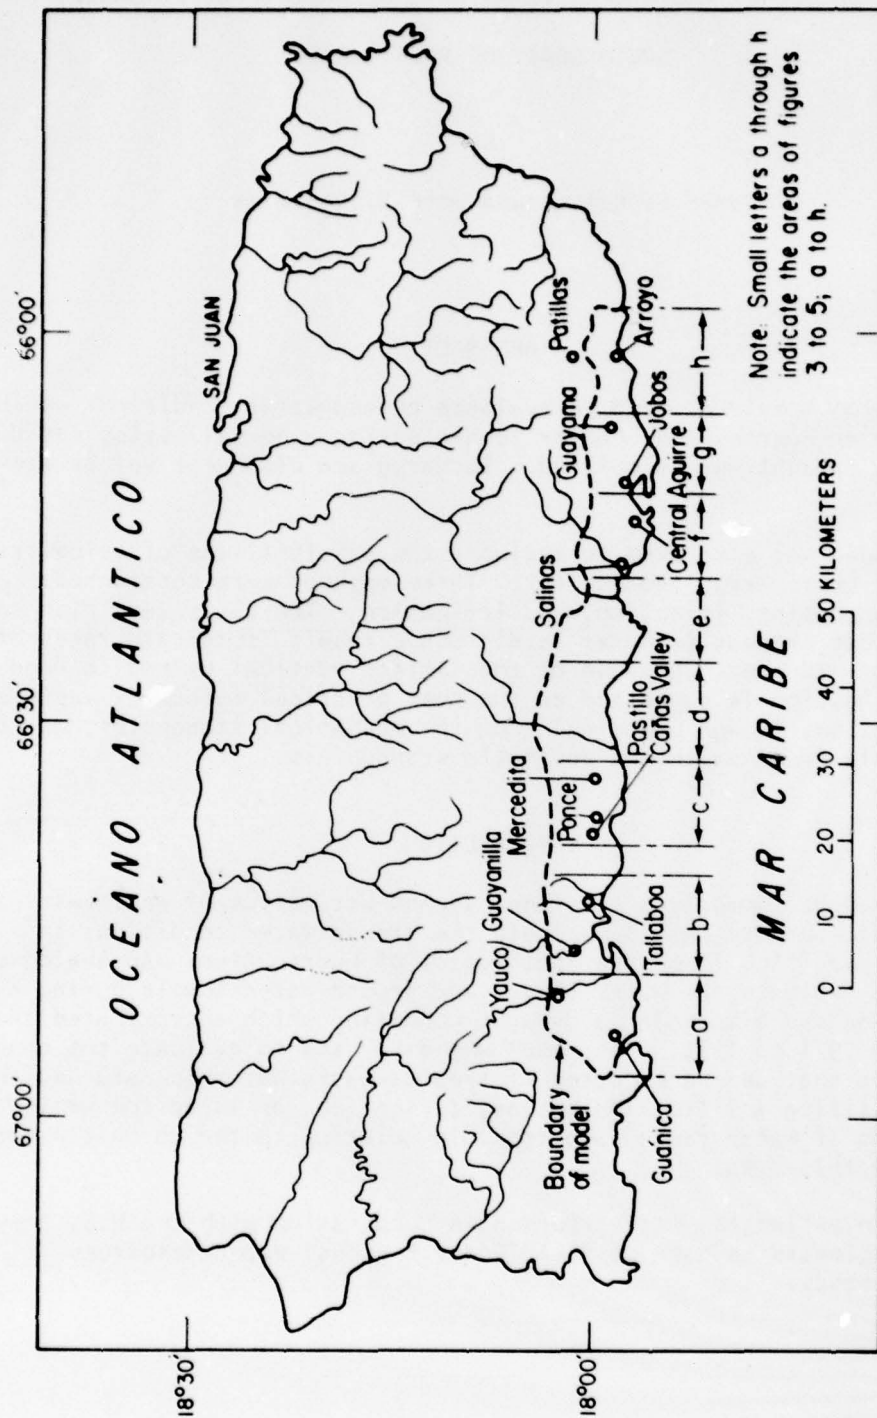 67°00'
66°30'
66°00'
18°30'
18°00'
OCEANO ATLANTICO
SAN JUAN
Boundary
of model
Yauco
Guayanilla
Mercedita
Ponce
Salinas
Guayama
Patillas
Guánica
Tallaboa
Pastillo
Cañas Valley
Central Aguirre
Jobos
Arroyo
a
b
c
d
e
f
g
h
MAR CARIBE
0 10 20 30 40 50 KILOMETERS
Note: Small letters a through h
indicate the areas of figures
3 to 5; a to h.